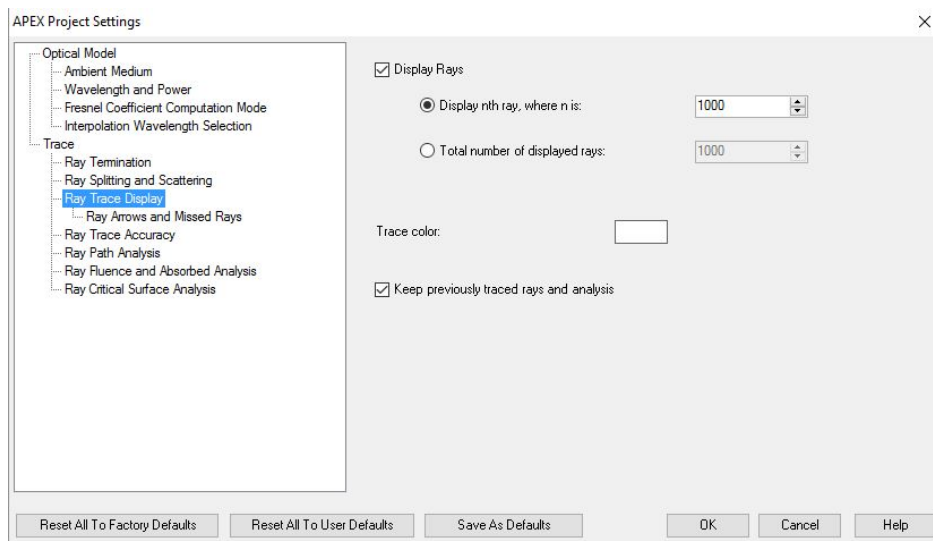 APEX Project Settings
Optical Model
Ambient Medium
Wavelength and Power
Fresnel Coefficient Computation Mode
Interpolation Wavelength Selection
Trace
Ray Termination
Ray Splitting and Scattering
Ray Trace Display
Ray Arrows and Missed Rays
Ray Trace Accuracy
Ray Path Analysis
Ray Fluence and Absorbed Analysis
Ray Critical Surface Analysis
Display Rays
Display nth ray, where n is: 1000
Total number of displayed rays: 1000
Trace color:
Keep previously traced rays and analysis
Reset All To Factory Defaults Reset All To User Defaults Save As Defaults OK Cancel Help